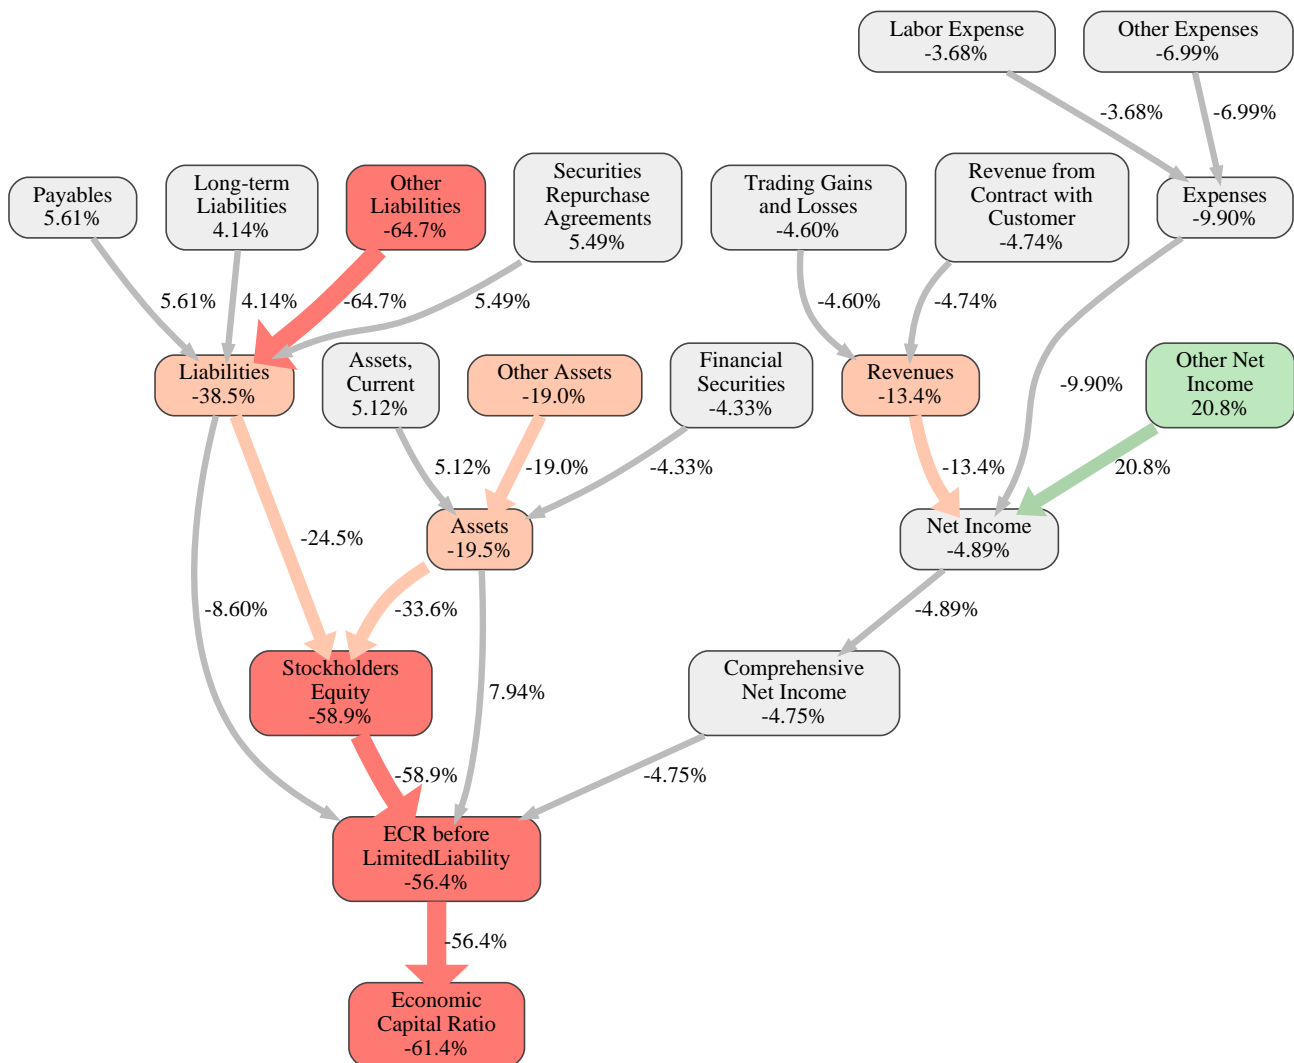 Labor Expense
-3.68%
Other Expenses
-6.99%
-3.68%
-6.99%
Payables
5.61%
Long-term
Liabilities
4.14%
Other
Liabilities
-64.7%
Securities
Repurchase
Agreements
5.49%
Trading Gains
and Losses
-4.60%
Revenue from
Contract with
Customer
-4.74%
Expenses
-9.90%
5.61%
4.14%
-64.7%
5.49%
-4.60%
-4.74%
Liabilities
-38.5%
Assets,
Current
5.12%
Other Assets
-19.0%
Financial
Securities
-4.33%
Revenues
-13.4%
-9.90%
Other Net
Income
20.8%
5.12%
-19.0%
-4.33%
-13.4%
20.8%
-24.5%
Assets
-19.5%
Net Income
-4.89%
-8.60%
-33.6%
-4.89%
Stockholders
Equity
-58.9%
7.94%
Comprehensive
Net Income
-4.75%
-58.9%
-4.75%
ECR before
LimitedLiability
-56.4%
-56.4%
Economic
Capital Ratio
-61.4%